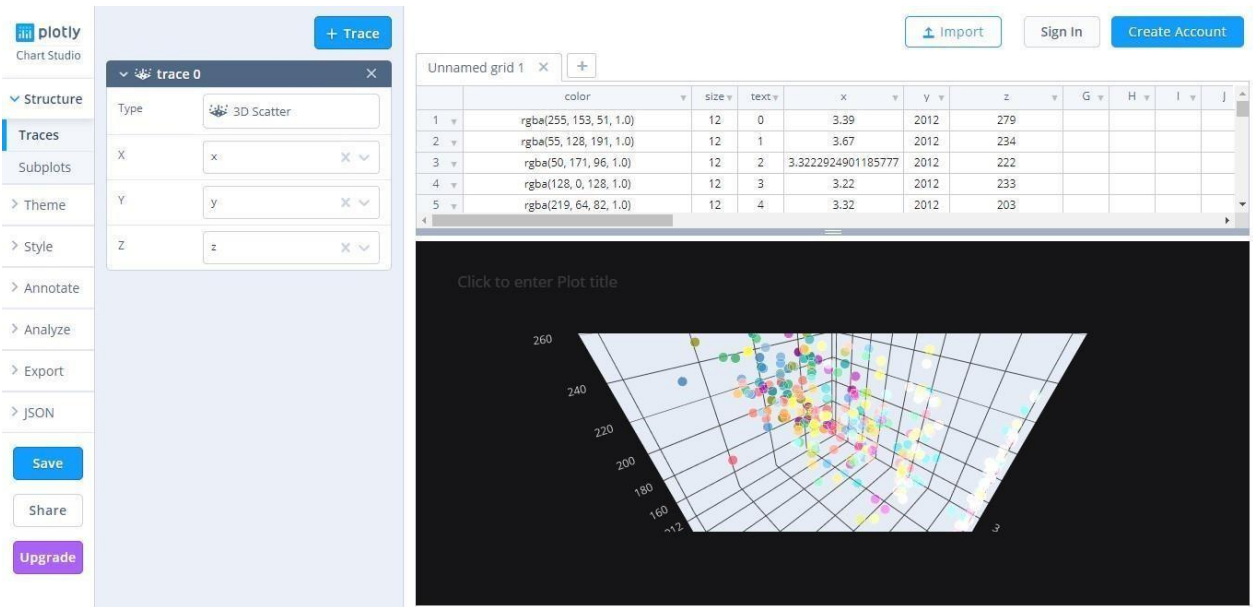 plotly
Chart Studio
Structure
Traces
Subplots
Theme
Style
Annotate
Analyze
Export
JSON
Save
Share
Upgrade
+ Trace
trace 0
Type 3D Scatter
X x
Y y
Z z
Import Sign In Create Account
Unnamed grid 1
color size text x y z G H I J
1 rgba(255, 153, 51, 1.0) 12 0 3.39 2012 279
2 rgba(55, 128, 191, 1.0) 12 1 3.67 2012 234
3 rgba(50, 171, 96, 1.0) 12 2 3.3222924901185777 2012 222
4 rgba(128, 0, 128, 1.0) 12 3 3.22 2012 233
5 rgba(219, 64, 82, 1.0) 12 4 3.32 2012 203
Click to enter Plot title
260
240
220
200
180
160
3